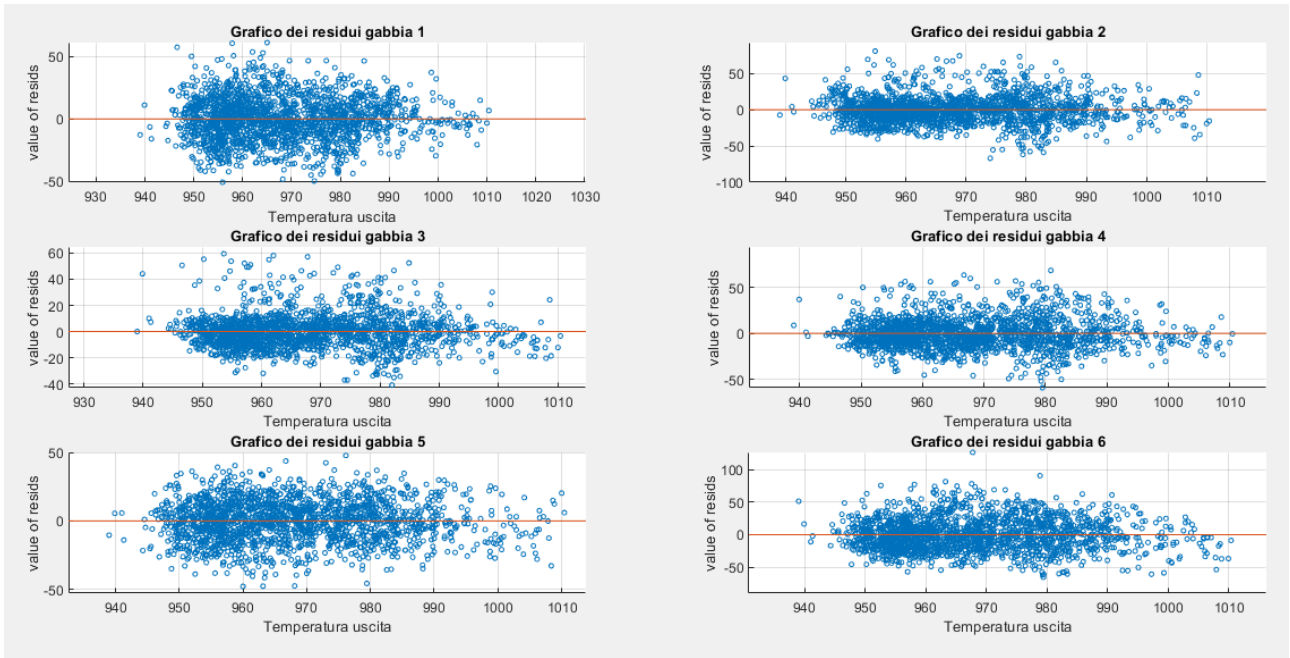 Grafico dei residui gabbia 1
value of resids
50
0
-50
930 940 950 960 970 980 990 1000 1010 1020 1030
Temperatura uscita
Grafico dei residui gabbia 2
value of resids
50
0
-50
-100
940 950 960 970 980 990 1000 1010
Temperatura uscita
Grafico dei residui gabbia 3
value of resids
60
40
20
0
-20
-40
930 940 950 960 970 980 990 1000 1010
Temperatura uscita
Grafico dei residui gabbia 4
value of resids
50
0
-50
940 950 960 970 980 990 1000 1010
Temperatura uscita
Grafico dei residui gabbia 5
value of resids
50
0
-50
940 950 960 970 980 990 1000 1010
Temperatura uscita
Grafico dei residui gabbia 6
value of resids
100
50
0
-50
940 950 960 970 980 990 1000 1010
Temperatura uscita